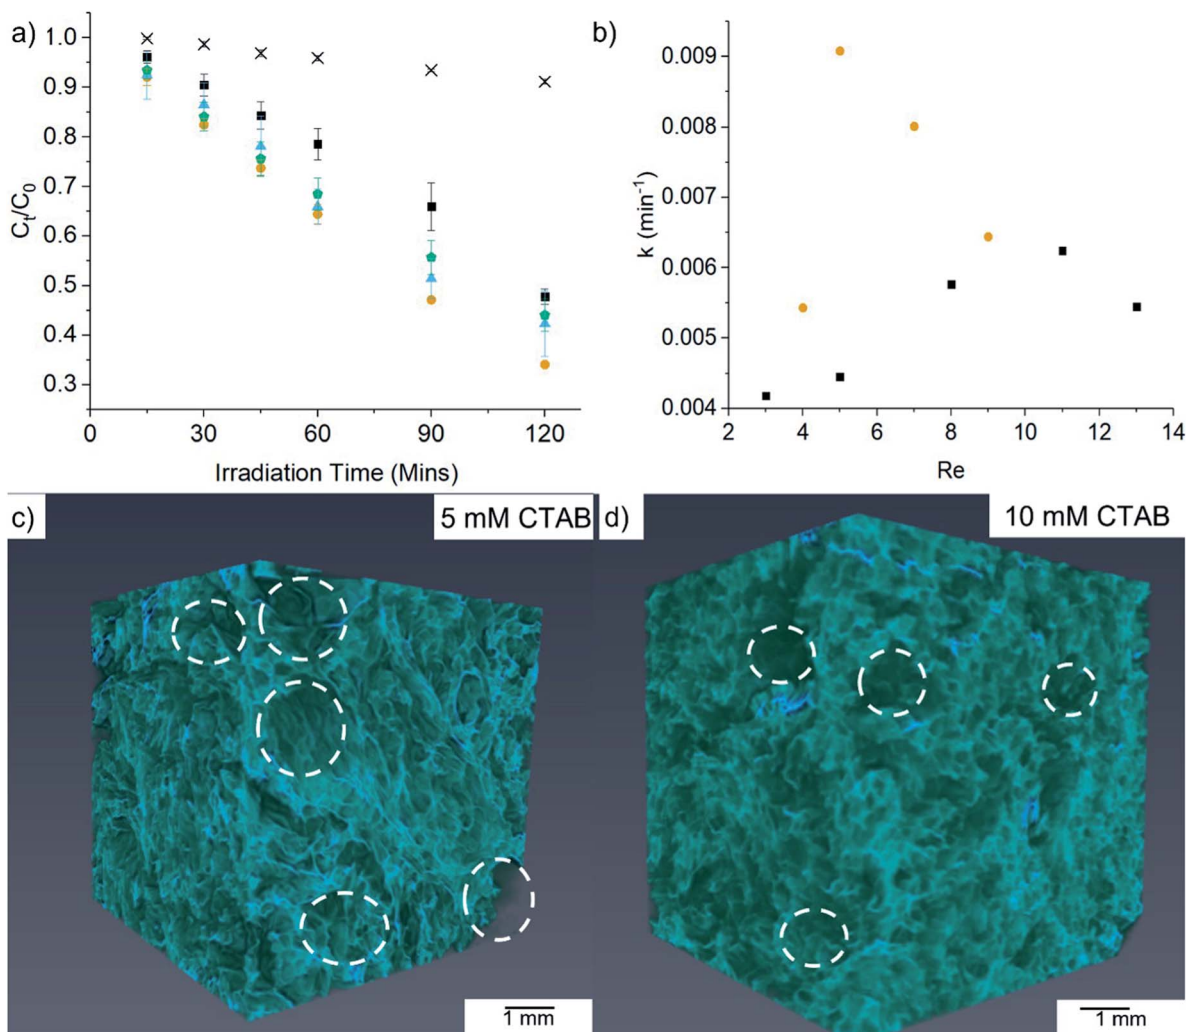 a)
1.0
0.9
0.8
0.7
0.6
0.5
0.4
0.3
C_t/C_0
0 30 60 90 120
Irradiation Time (Mins)
b)
0.009
0.008
0.007
0.006
0.005
0.004
k (min⁻¹)
2 4 6 8 10 12 14
Re
c)
5 mM CTAB
1 mm
d)
10 mM CTAB
1 mm